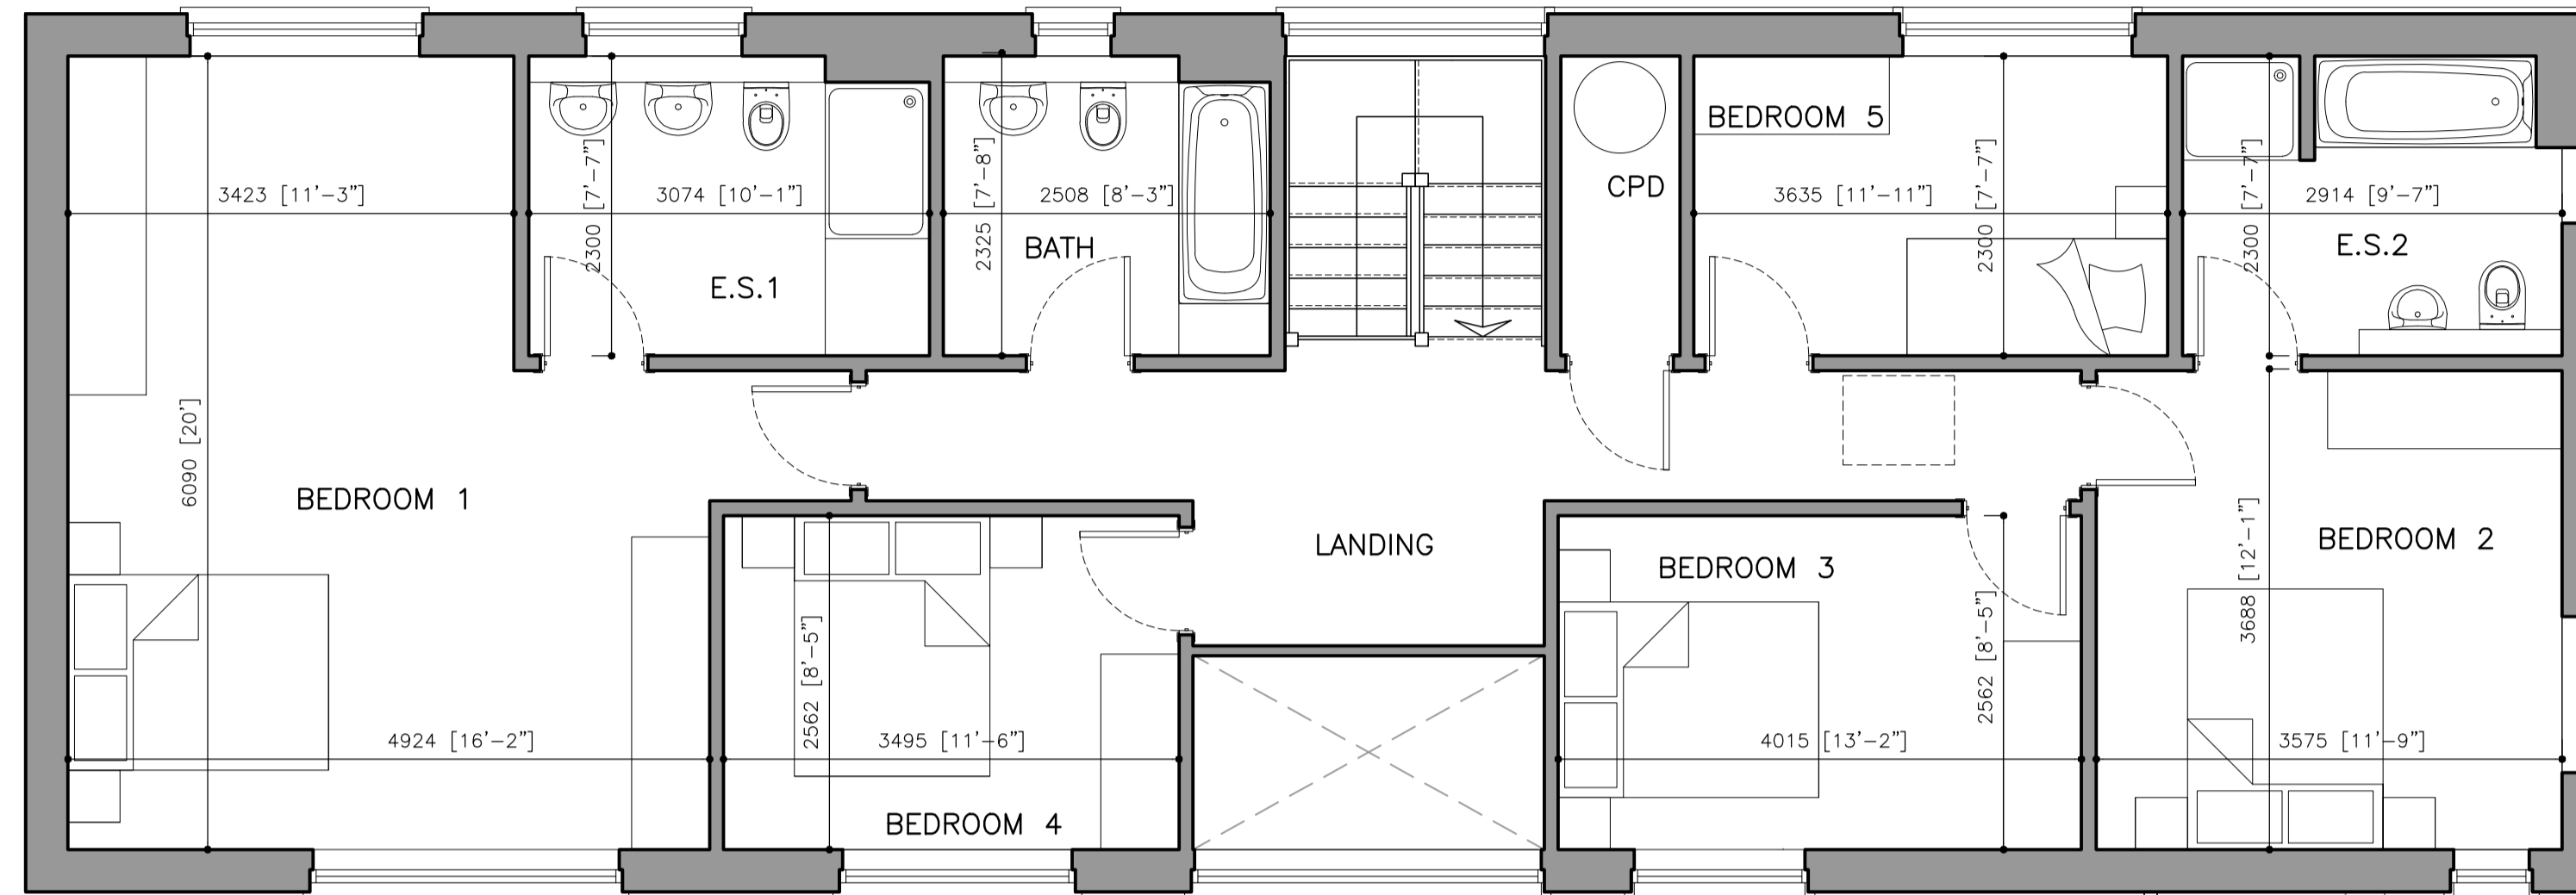 BEDROOM 5
3423 [11'-3"]
2300 [7'-7"]
3074 [10'-1"]
2325 [7'-8"]
2508 [8'-3"]
CPD
3635 [11'-11"]
2300 [7'-7"]
2300 [7'-7"]
2914 [9'-7"]
E.S.1
BATH
E.S.2
6090 [20']
BEDROOM 1
LANDING
BEDROOM 3
BEDROOM 2
3688 [12'-1"]
2562 [8'-5"]
2562 [8'-5"]
4924 [16'-2"]
3495 [11'-6"]
4015 [13'-2"]
3575 [11'-9"]
BEDROOM 4